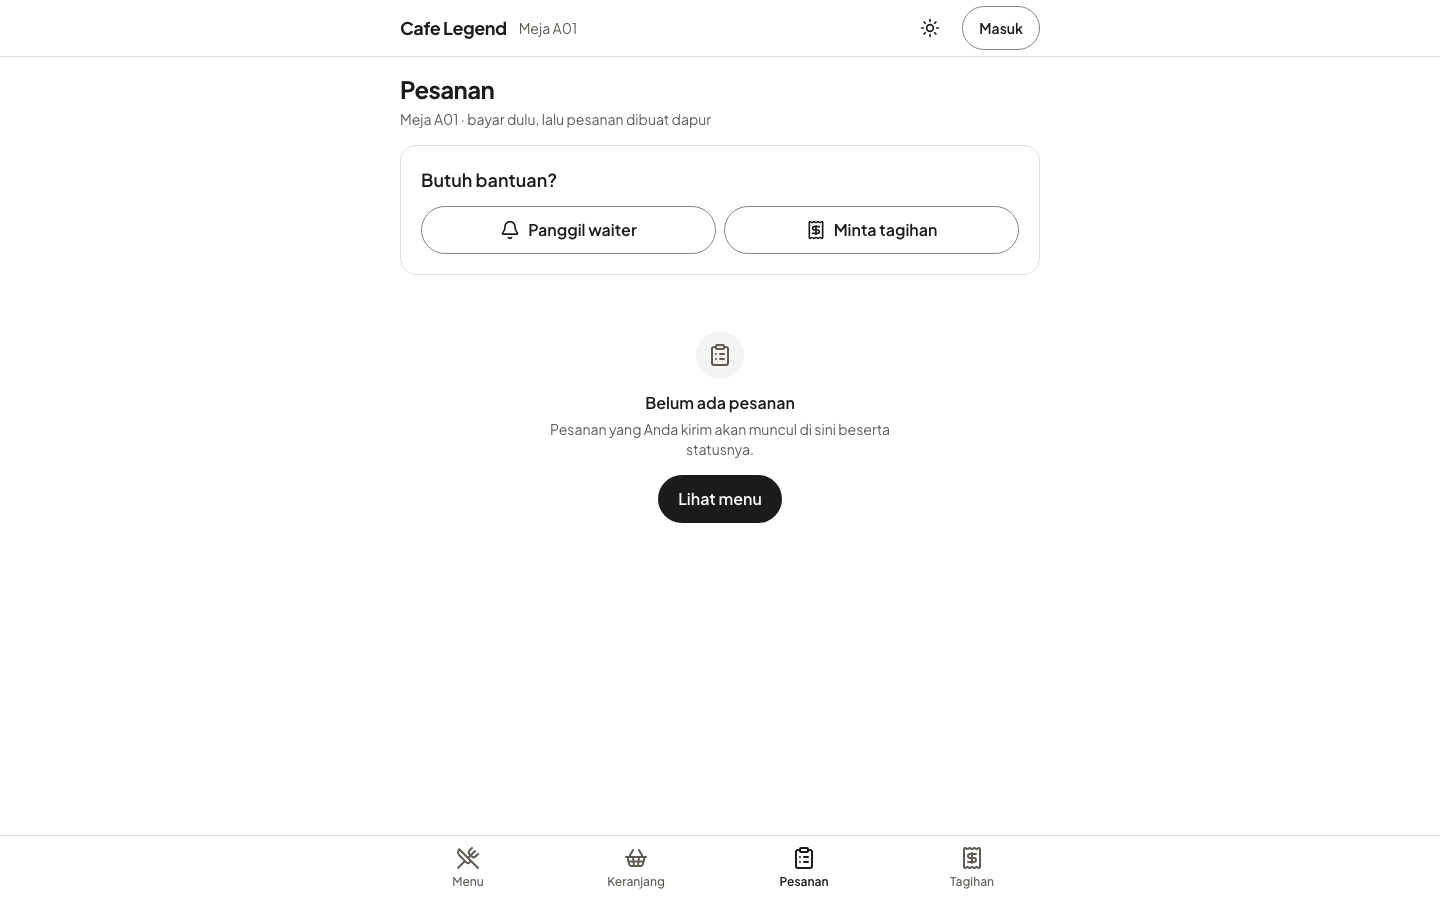 Cafe Legend Meja A01
Masuk
Pesanan
Meja A01 · bayar dulu, lalu pesanan dibuat dapur
Butuh bantuan?
Panggil waiter
Minta tagihan
Belum ada pesanan
Pesanan yang Anda kirim akan muncul di sini beserta
statusnya.
Lihat menu
Menu
Keranjang
Pesanan
Tagihan